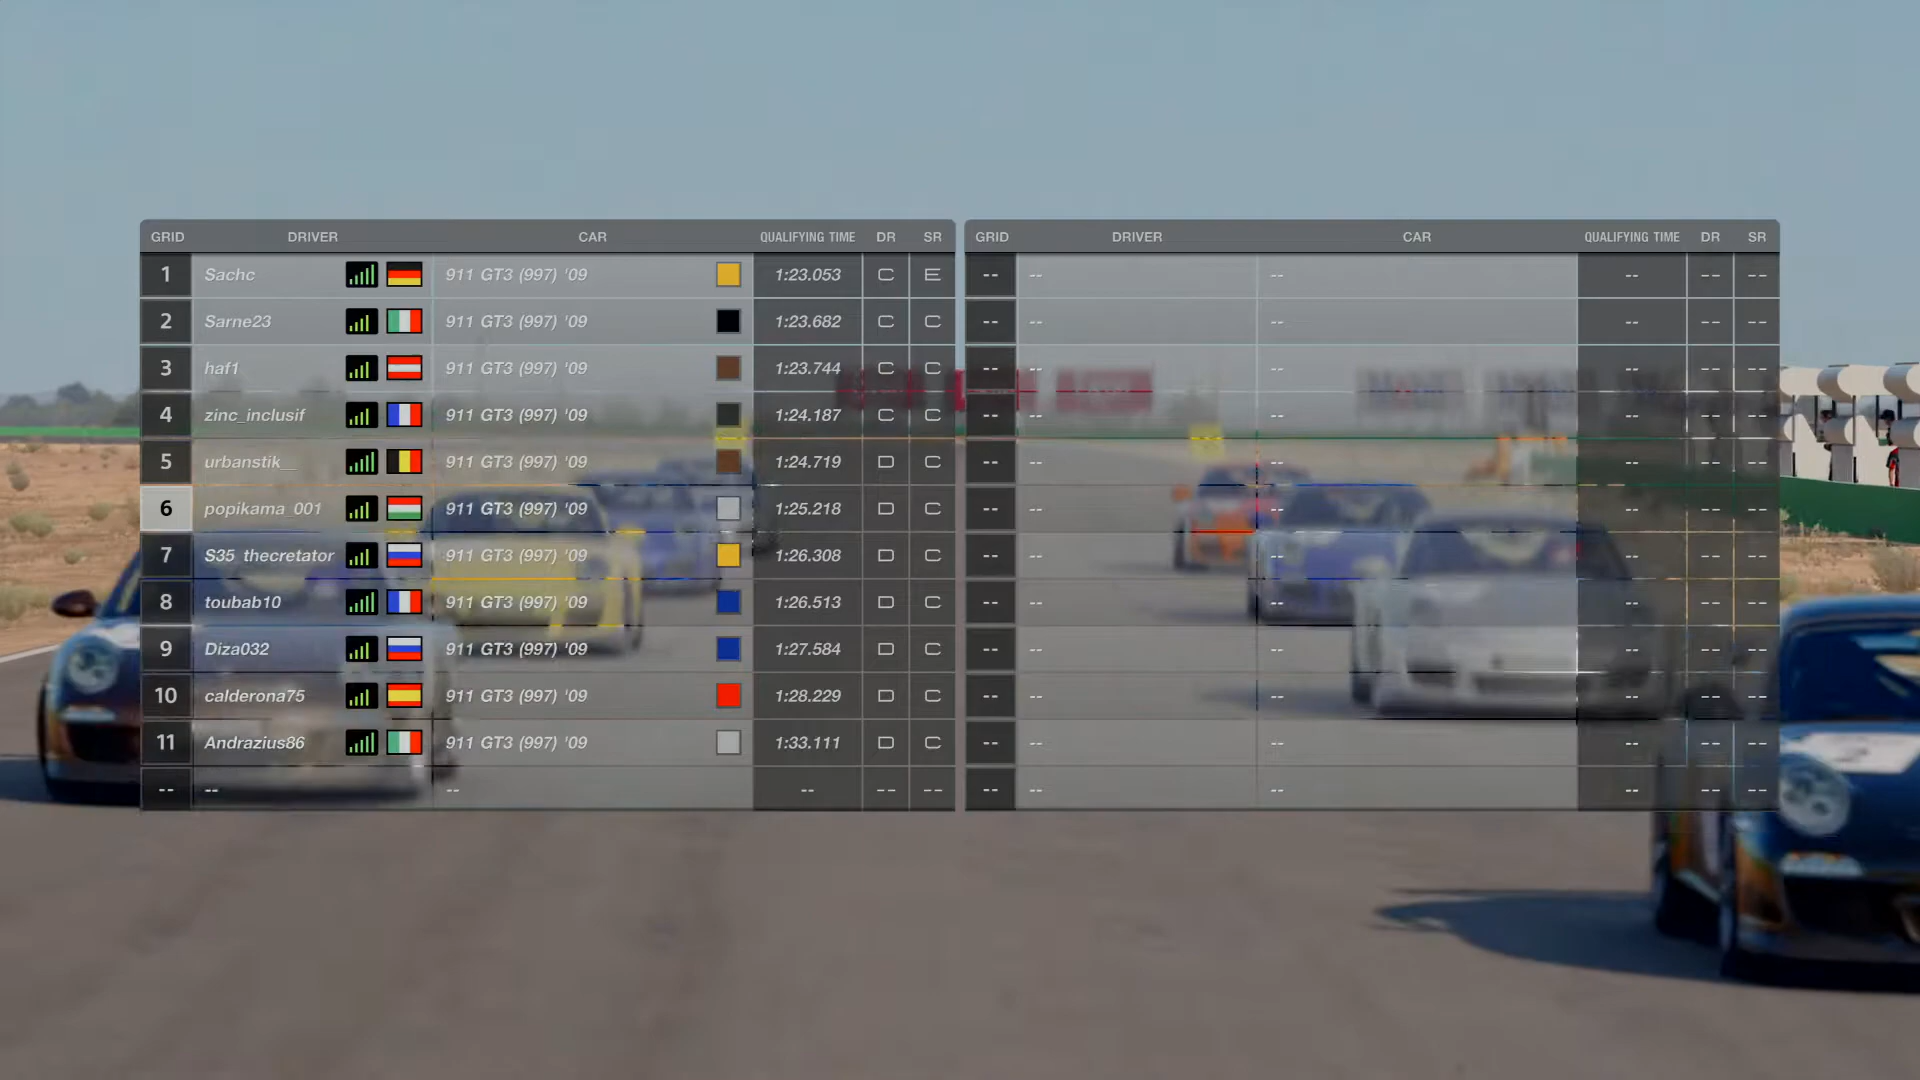 GRID DRIVER CAR QUALIFYING TIME DR SR
1 Sachc 911 GT3 (997) '09 1:23.053 C E
2 Sarne23 911 GT3 (997) '09 1:23.682 C C
3 haf1 911 GT3 (997) '09 1:23.744 C C
4 zinc_inclusif 911 GT3 (997) '09 1:24.187 C C
5 urbanstik__ 911 GT3 (997) '09 1:24.719 D C
6 popikama_001 911 GT3 (997) '09 1:25.218 D C
7 S35_thecretator 911 GT3 (997) '09 1:26.308 D C
8 toubab10 911 GT3 (997) '09 1:26.513 D C
9 Diza032 911 GT3 (997) '09 1:27.584 D C
10 calderona75 911 GT3 (997) '09 1:28.229 D C
11 Andrazius86 911 GT3 (997) '09 1:33.111 D C
-- -- -- -- -- --
GRID DRIVER CAR QUALIFYING TIME DR SR
-- -- -- -- -- --
-- -- -- -- -- --
-- -- -- -- -- --
-- -- -- -- -- --
-- -- -- -- -- --
-- -- -- -- -- --
-- -- -- -- -- --
-- -- -- -- -- --
-- -- -- -- -- --
-- -- -- -- -- --
-- -- -- -- -- --
-- -- -- -- -- --